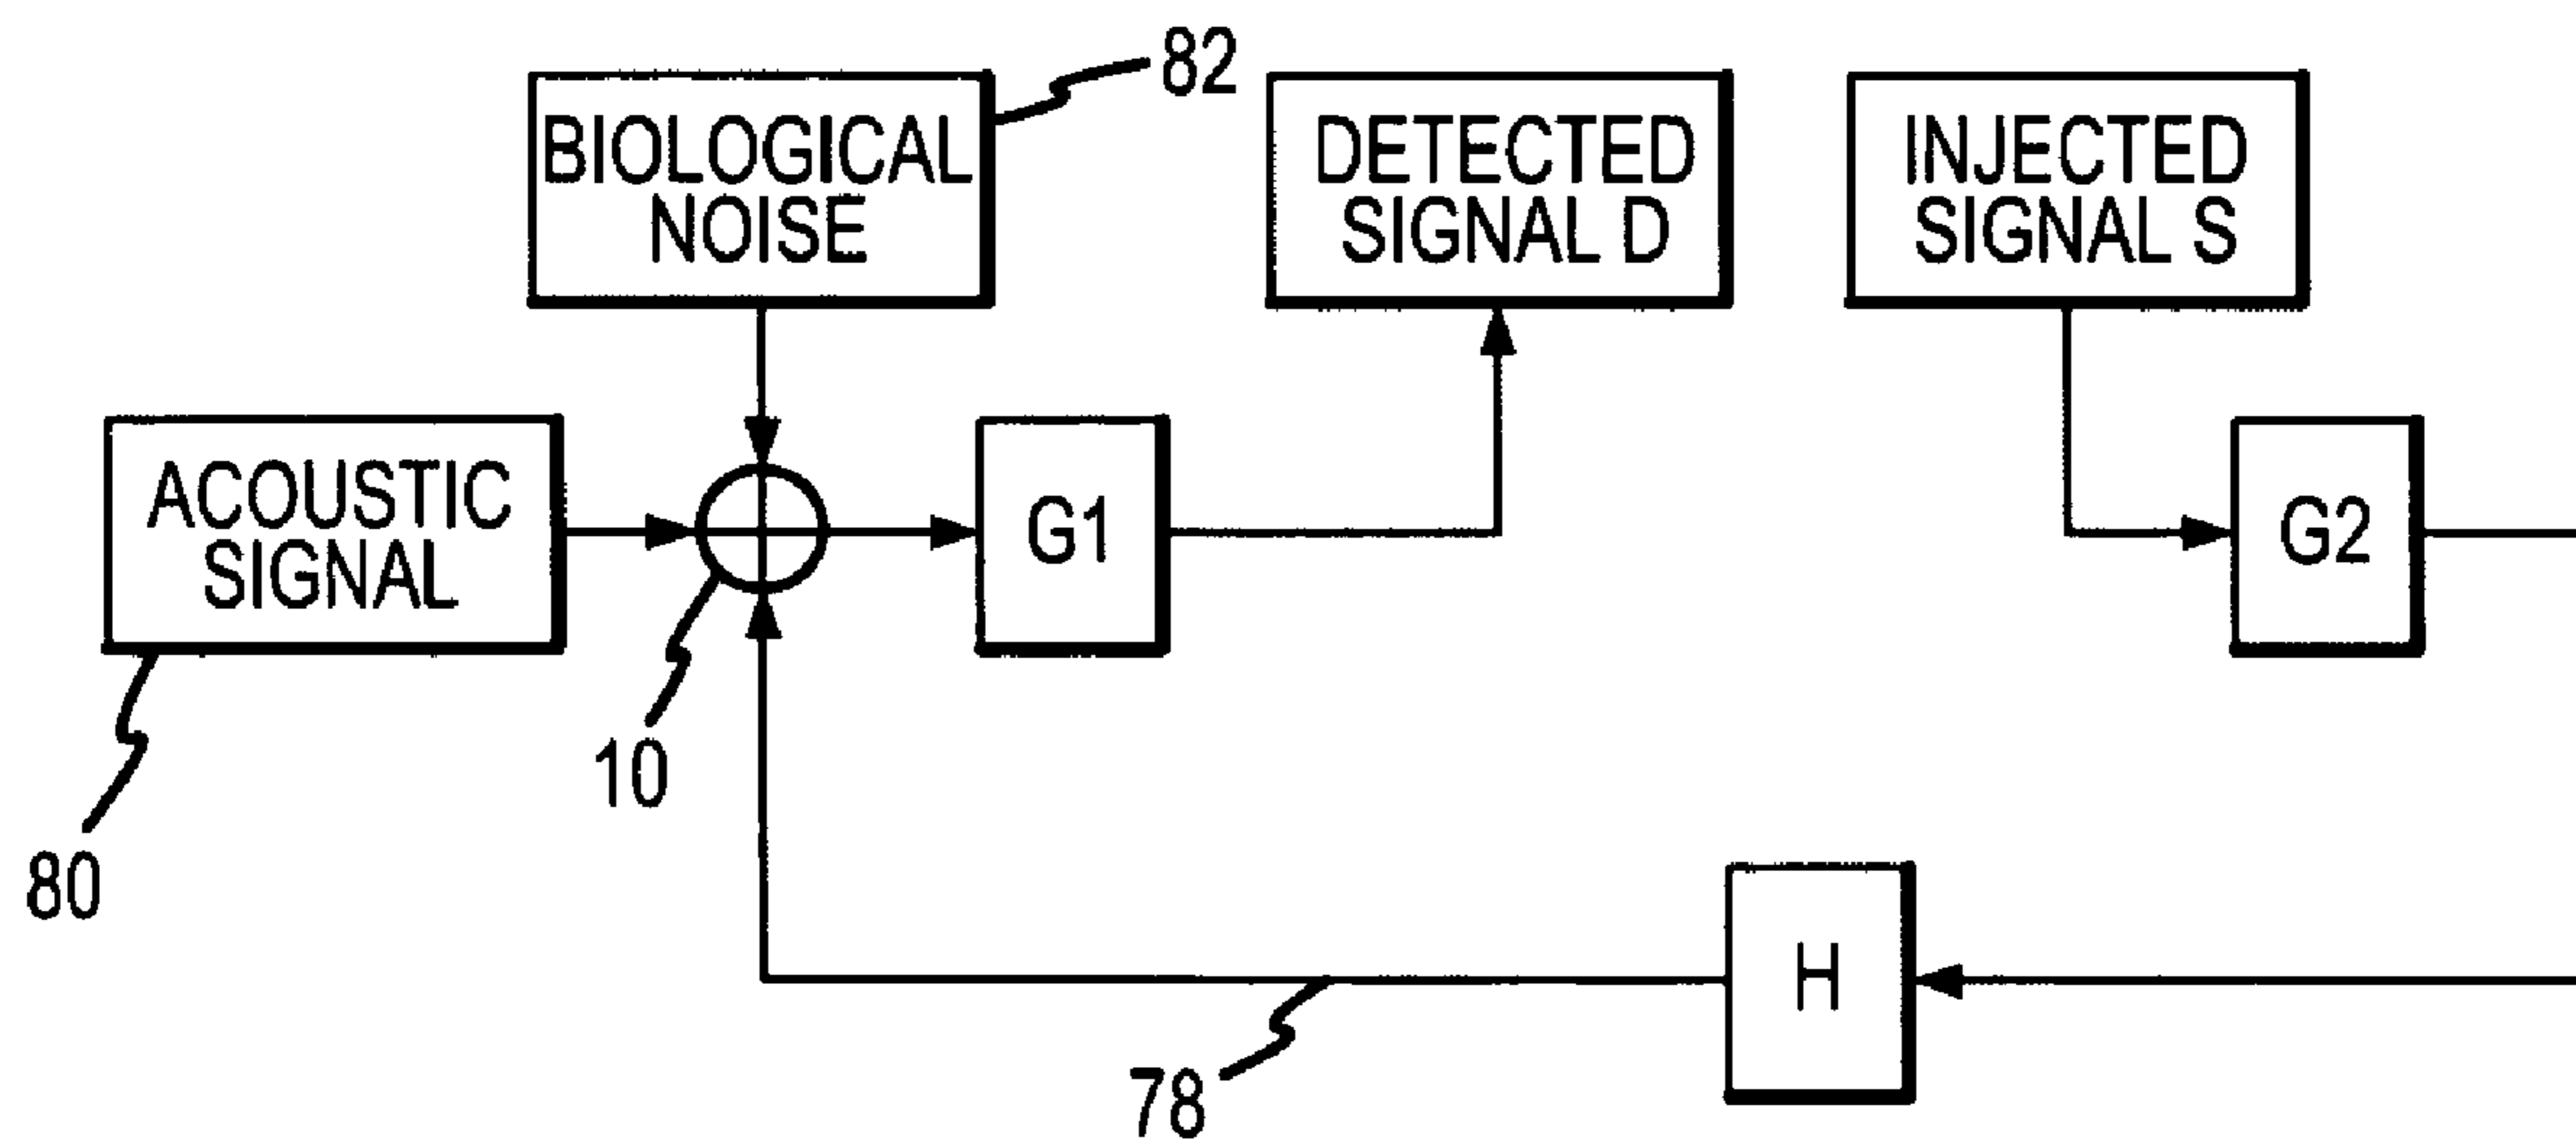 82
BIOLOGICAL
NOISE
DETECTED
SIGNAL D
INJECTED
SIGNAL S
ACOUSTIC
SIGNAL
G1
G2
10
80
H
78